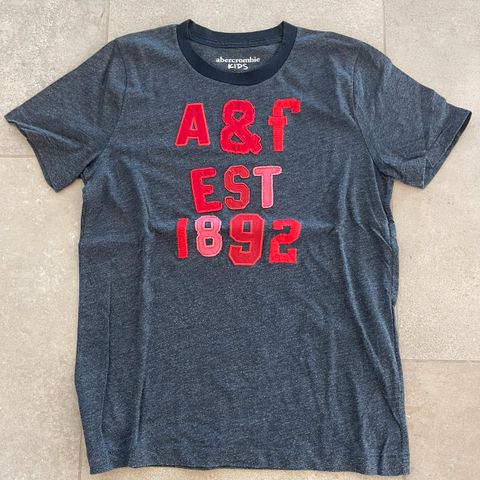 abercrombie
KIDS
A&f
EST
1892